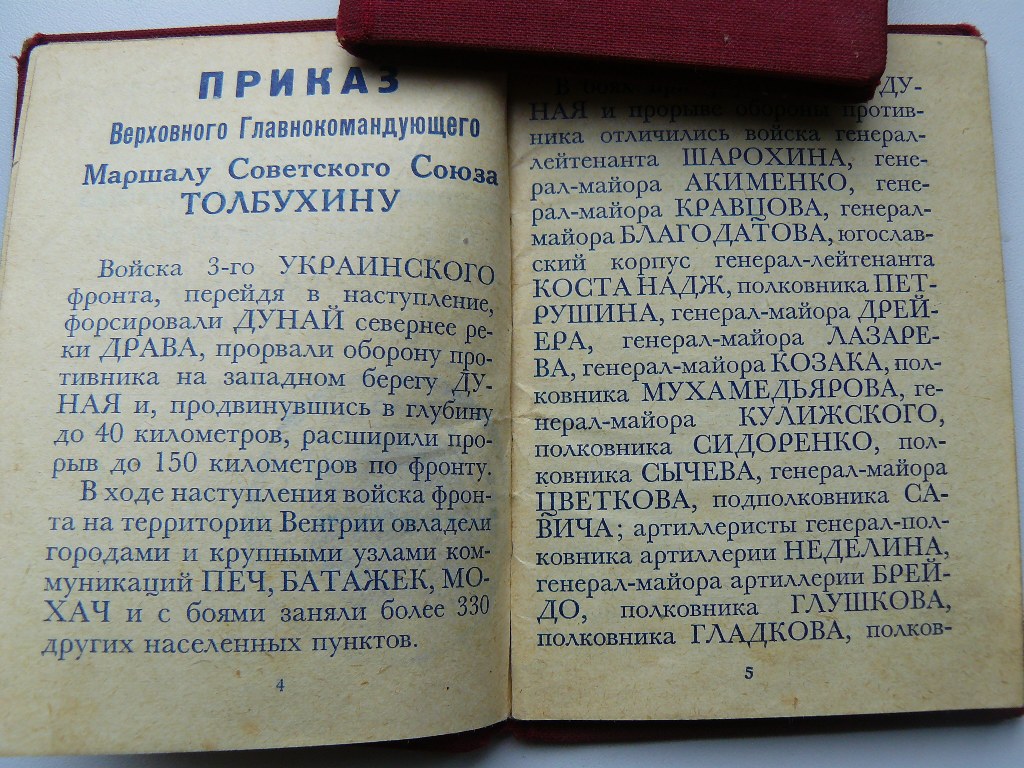 ПРИКАЗ
Верховного Главнокомандующего
Маршалу Советского Союза
ТОЛБУХИНУ
Войска 3-го УКРАИНСКОГО
фронта, перейдя в наступление,
форсировали ДУНАЙ севернее ре-
ки ДРАВА, прорвали оборону про-
тивника на западном берегу ДУ-
НАЯ и, продвинувшись в глубину
до 40 километров, расширили про-
рыв до 150 километров по фронту.
В ходе наступления войска фрон-
та на территории Венгрии овладели
городами и крупными узлами ком-
муникаций ПЕЧ, БАТАЖЕК, МО-
ХАЧ и с боями заняли более 330
других населенных пунктов.
4
В боях при ДУ-
НАЯ и прорыве обороны против-
ника отличились войска генерал-
лейтенанта ШАРОХИНА, гене-
рал-майора АКИМЕНКО, гене-
рал-майора КРАВЦОВА, генерал-
майора БЛАГОДАТОВА, югослав-
ский корпус генерал-лейтенанта
КОСТА НАДЖ, полковника ПЕТ-
РУШИНА, генерал-майора ДРЕЙ-
ЕРА, генерал-майора ЛАЗАРЕ-
ВА, генерал-майора КОЗАКА, пол-
ковника МУХАМЕДЬЯРОВА, ге-
нерал-майора КУЛИЖСКОГО,
полковника СИДОРЕНКО, пол-
ковника СЫЧЕВА, генерал-майора
ЦВЕТКОВА, подполковника СА-
ВИЧА; артиллеристы генерал-пол-
ковника артиллерии НЕДЕЛИНА,
генерал-майора артиллерии БРЕЙ-
ДО, полковника ГЛУШКОВА,
полковника ГЛАДКОВА, полков-
5